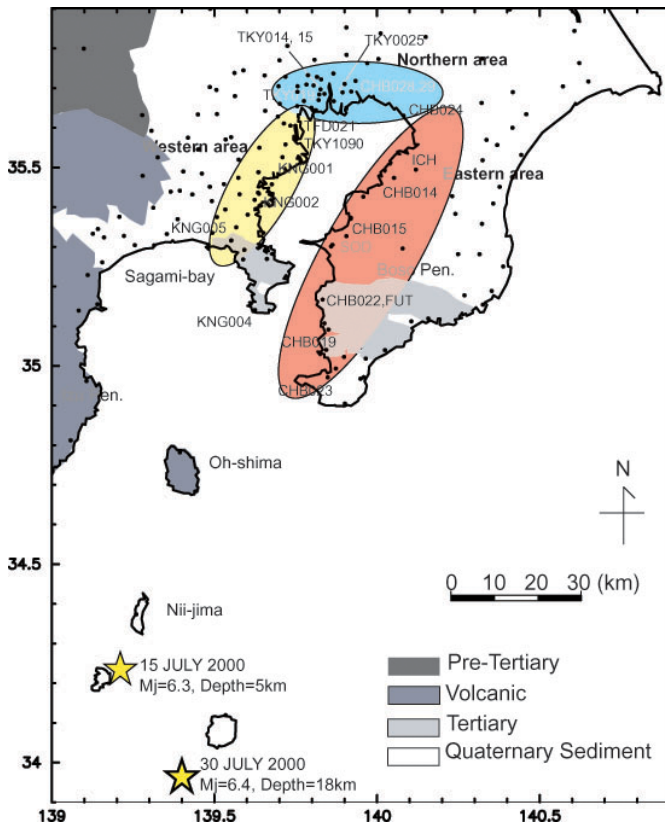 TKY014, 15
TKY0025
Northern area
CHB028,29
CHB024
35.5
TFD021
TKY1090
Western area
ICH
KNG001
Eastern area
CHB014
KNG002
CHB015
KNG005
Sagami-bay
Pen.
CHB022,FUT
KNG004
CHB019
35
CHB023
en.
Oh-shima
N
34.5
0 10 20 30 (km)
Nii-jima
15 JULY 2000
Mj=6.3, Depth=5km
Pre-Tertiary
Volcanic
Tertiary
34
30 JULY 2000
Mj=6.4, Depth=18km
Quaternary Sediment
139
139.5
140
140.5